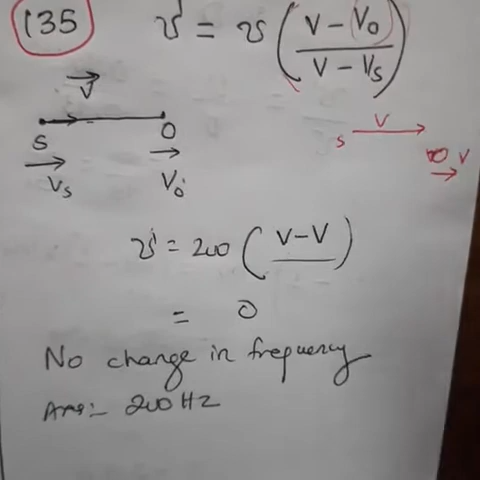 135
υ' = υ ( V - V₀ / V - Vₛ )
V
S O
Vₛ V₀
S V
O V
υ' = 200 ( V-V / )
= 0
No change in frequency
Ans:- 200 Hz